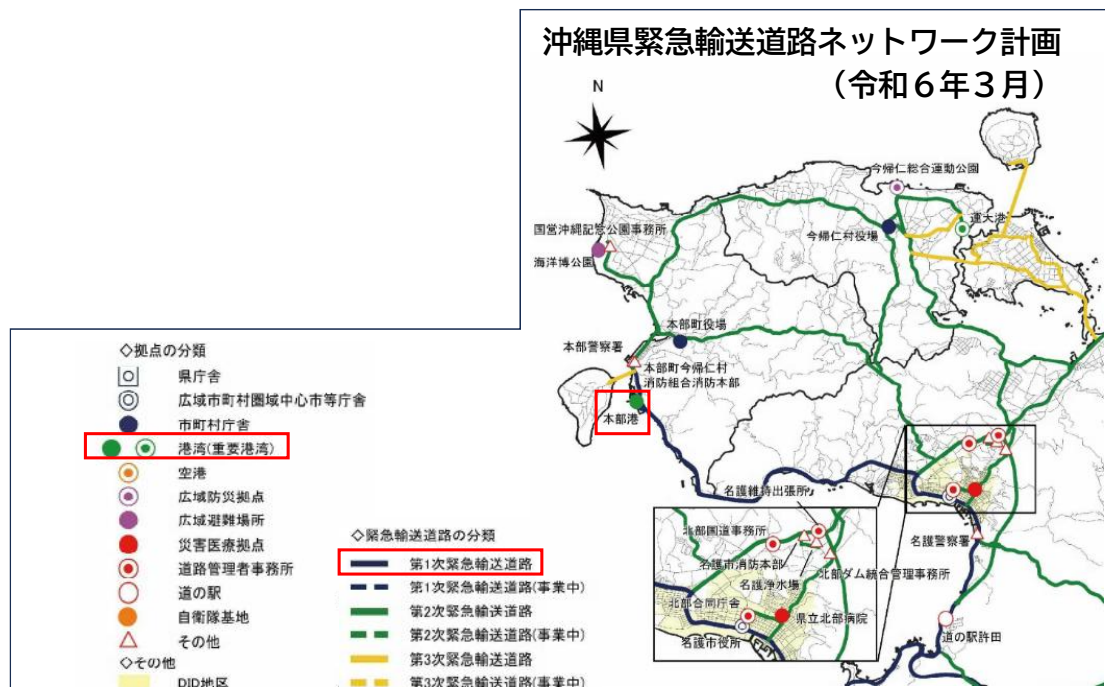 沖縄県緊急輸送道路ネットワーク計画
（令和６年３月）
N
今帰仁総合運動公園
運天港
今帰仁村役場
国営沖縄記念公園事務所
海洋博公園
本部町役場
本部警察署
本部町今帰仁村
消防組合消防本部
本部港
名護維持出張所
北部国道事務所
名護市消防本部
名護浄水場
北部ダム統合管理事務所
北部合同庁舎
県立北部病院
名護市役所
名護警察署
道の駅許田
◇拠点の分類
県庁舎
広域市町村圏域中心市等庁舎
市町村庁舎
港湾(重要港湾)
空港
広域防災拠点
広域避難場所
災害医療拠点
道路管理者事務所
道の駅
自衛隊基地
その他
◇その他
DID地区
◇緊急輸送道路の分類
第1次緊急輸送道路
第1次緊急輸送道路(事業中)
第2次緊急輸送道路
第2次緊急輸送道路(事業中)
第3次緊急輸送道路
第3次緊急輸送道路(事業中)